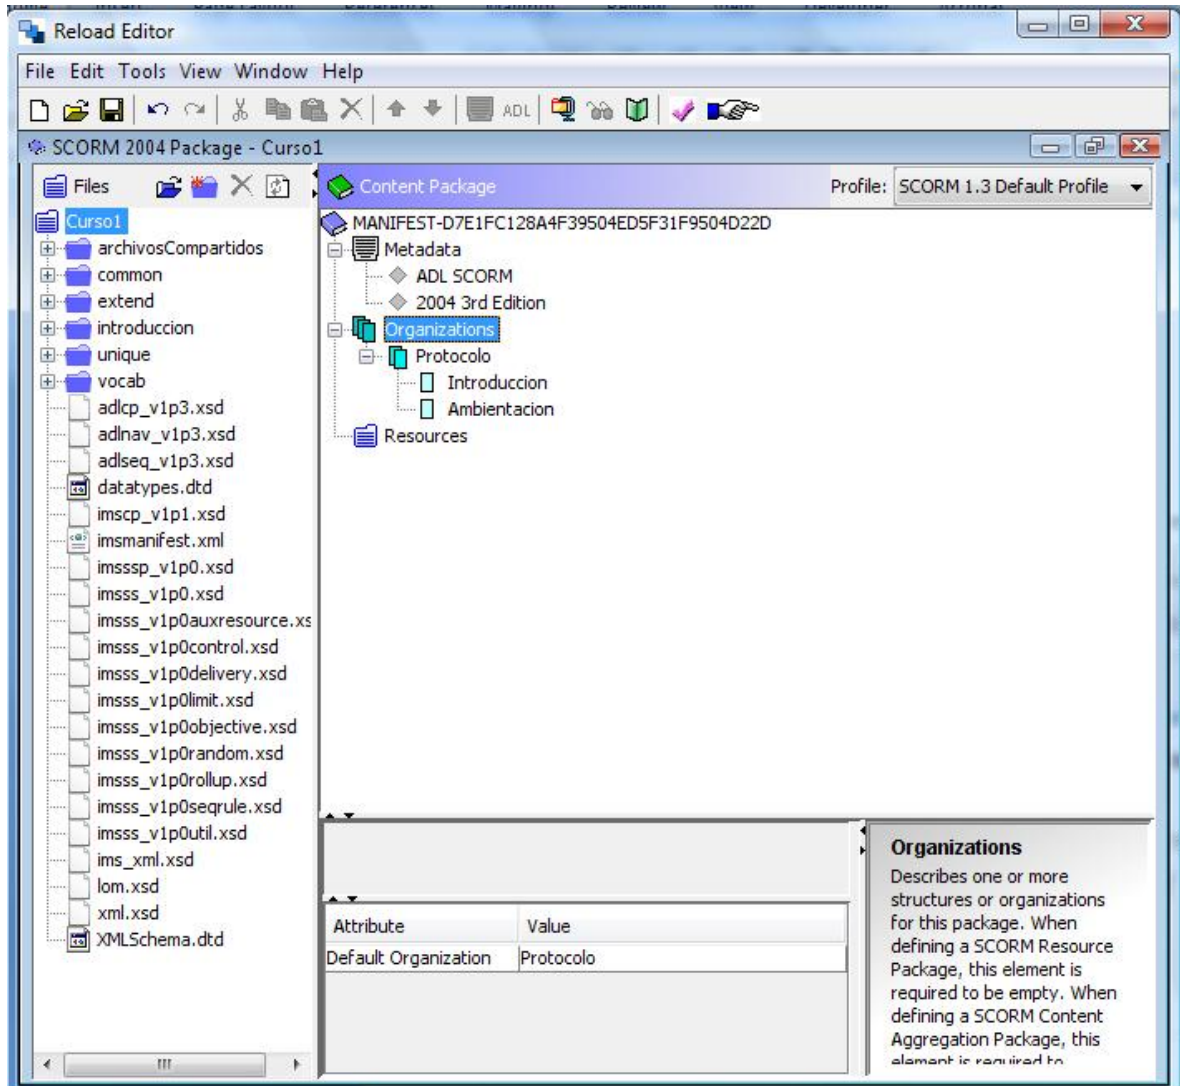 Reload Editor
File Edit Tools View Window Help
ADL
SCORM 2004 Package - Curso1
Files
Content Package
Profile: SCORM 1.3 Default Profile
Curso1
archivosCompartidos
common
extend
introduccion
unique
vocab
adlcp_v1p3.xsd
adlnav_v1p3.xsd
adlseq_v1p3.xsd
datatypes.dtd
imscp_v1p1.xsd
imsmanifest.xml
imsssp_v1p0.xsd
imsss_v1p0.xsd
imsss_v1p0auxresource.xs
imsss_v1p0control.xsd
imsss_v1p0delivery.xsd
imsss_v1p0limit.xsd
imsss_v1p0objective.xsd
imsss_v1p0random.xsd
imsss_v1p0rollup.xsd
imsss_v1p0seqrule.xsd
imsss_v1p0util.xsd
ims_xml.xsd
lom.xsd
xml.xsd
XMLSchema.dtd
MANIFEST-D7E1FC128A4F39504ED5F31F9504D22D
Metadata
ADL SCORM
2004 3rd Edition
Organizations
Protocolo
Introduccion
Ambientacion
Resources
Attribute Value
Default Organization Protocolo
Organizations
Describes one or more
structures or organizations
for this package. When
defining a SCORM Resource
Package, this element is
required to be empty. When
defining a SCORM Content
Aggregation Package, this
element is required to